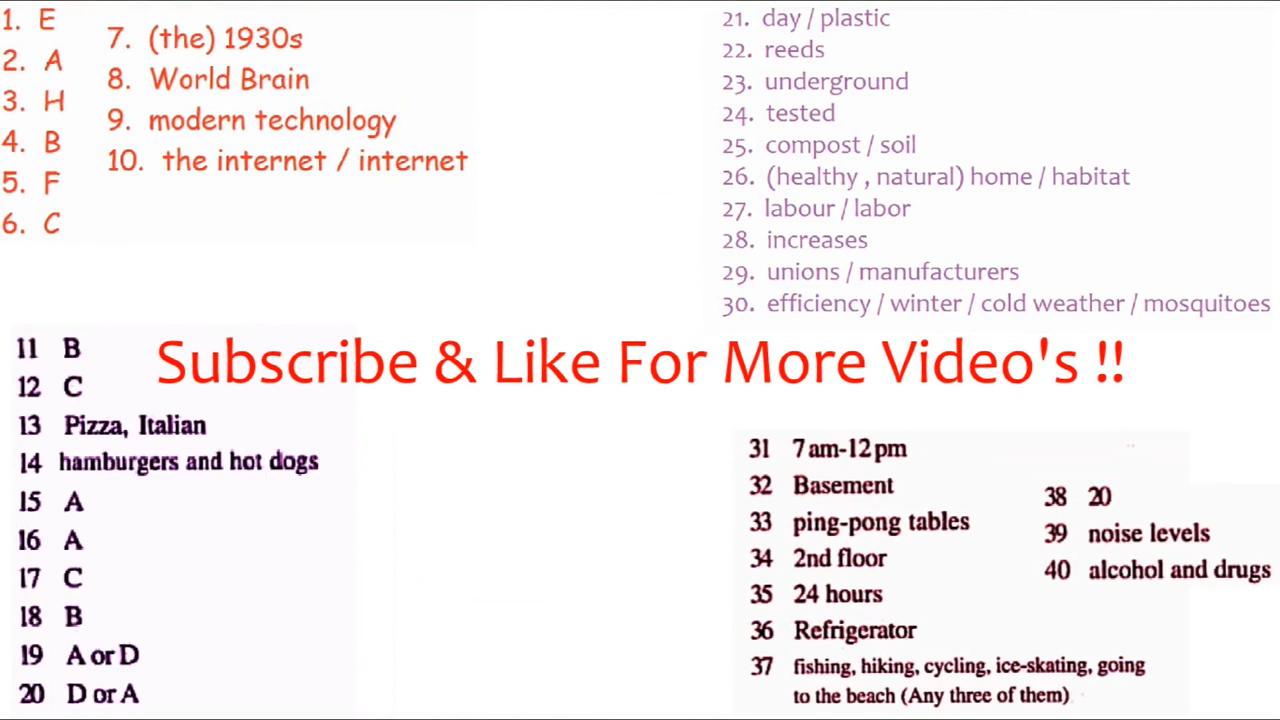 1. E
2. A
3. H
4. B
5. F
6. C
7. (the) 1930s
8. World Brain
9. modern technology
10. the internet / internet
21. day / plastic
22. reeds
23. underground
24. tested
25. compost / soil
26. (healthy , natural) home / habitat
27. labour / labor
28. increases
29. unions / manufacturers
30. efficiency / winter / cold weather / mosquitoes
Subscribe & Like For More Video's !!
11 B
12 C
13 Pizza, Italian
14 hamburgers and hot dogs
15 A
16 A
17 C
18 B
19 A or D
20 D or A
31 7 am-12 pm
32 Basement
33 ping-pong tables
34 2nd floor
35 24 hours
36 Refrigerator
37 fishing, hiking, cycling, ice-skating, going
to the beach (Any three of them)
38 20
39 noise levels
40 alcohol and drugs